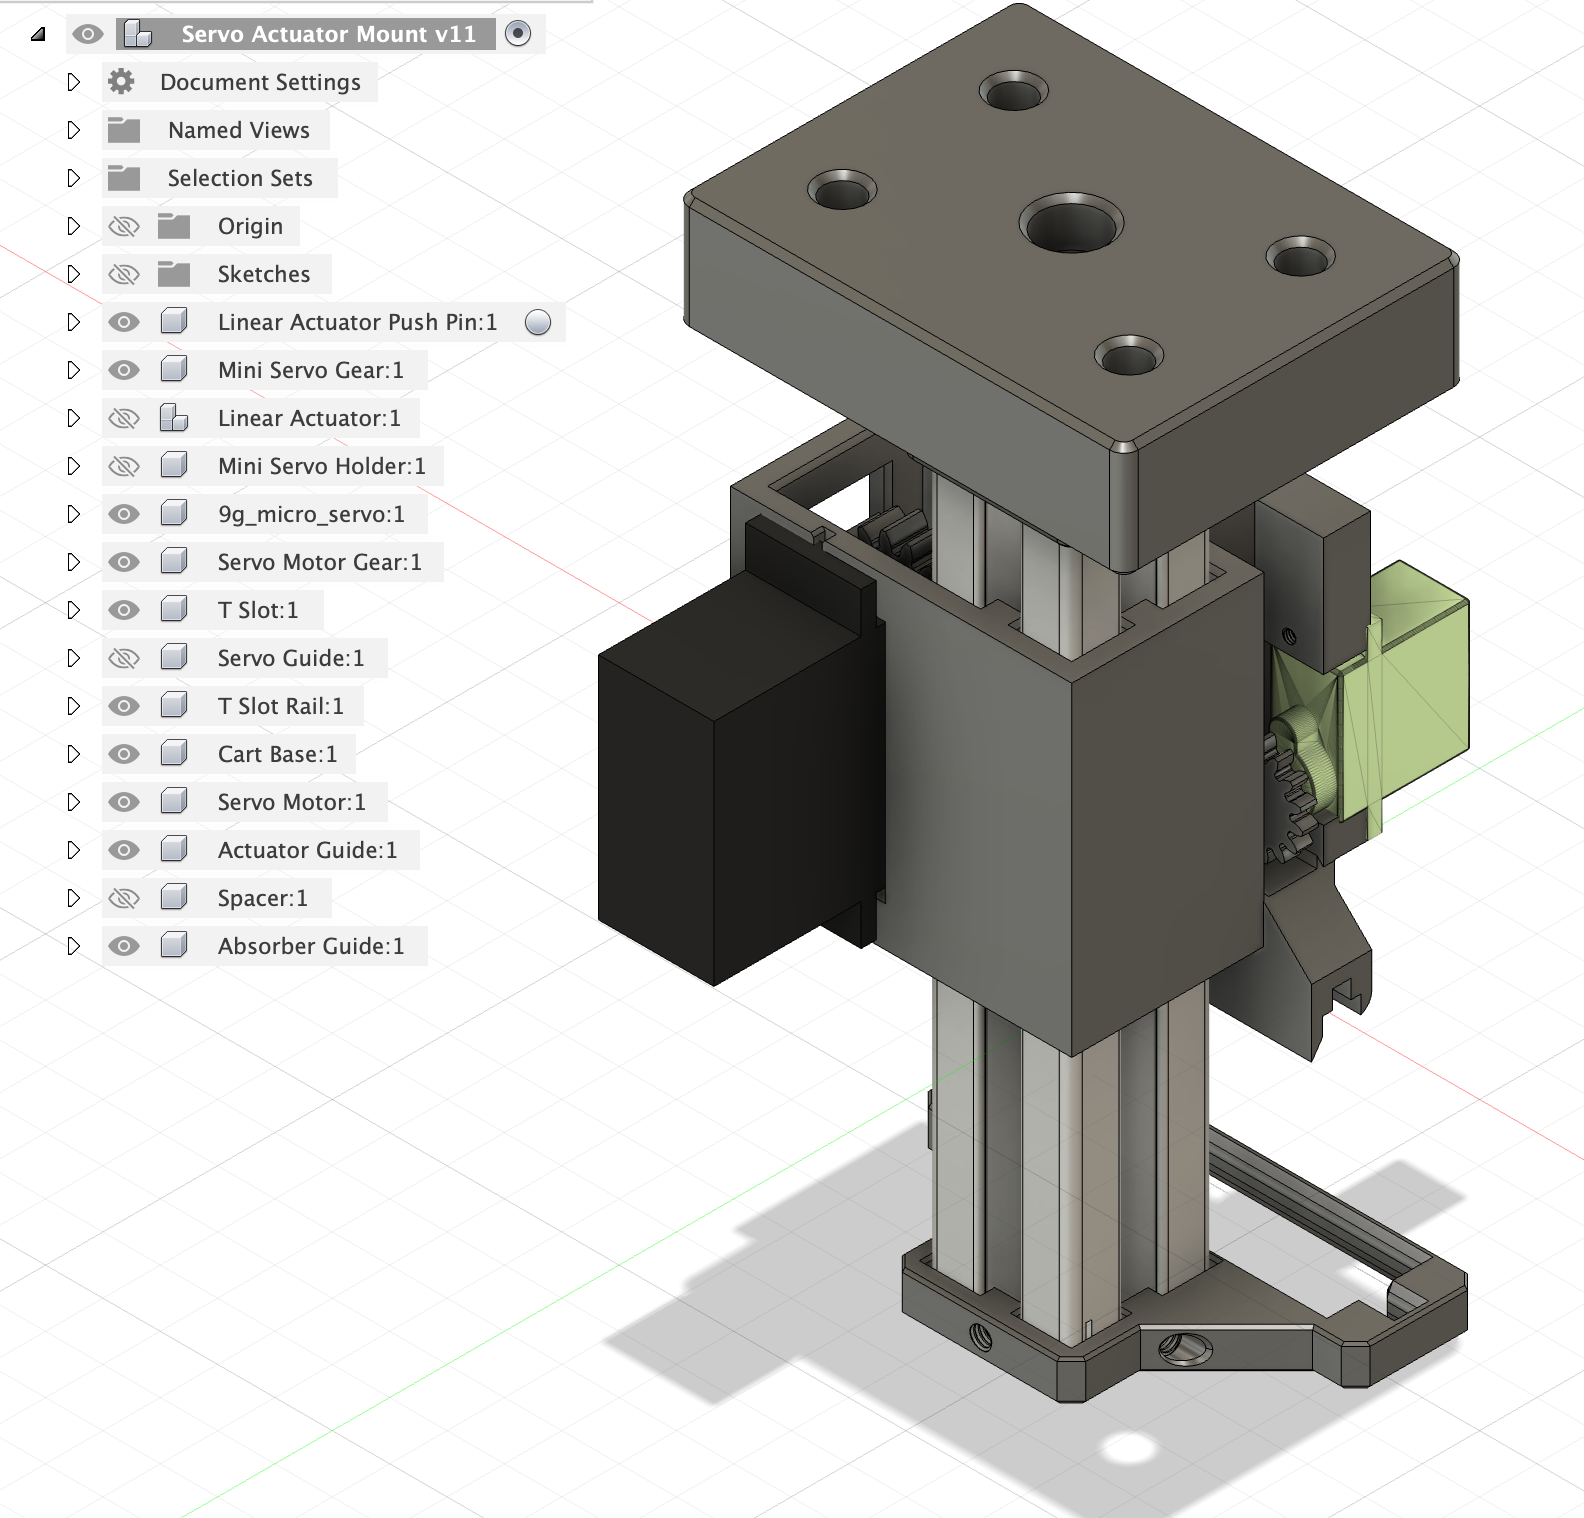 Servo Actuator Mount v11
Document Settings
Named Views
Selection Sets
Origin
Sketches
Linear Actuator Push Pin:1
Mini Servo Gear:1
Linear Actuator:1
Mini Servo Holder:1
9g_micro_servo:1
Servo Motor Gear:1
T Slot:1
Servo Guide:1
T Slot Rail:1
Cart Base:1
Servo Motor:1
Actuator Guide:1
Spacer:1
Absorber Guide:1